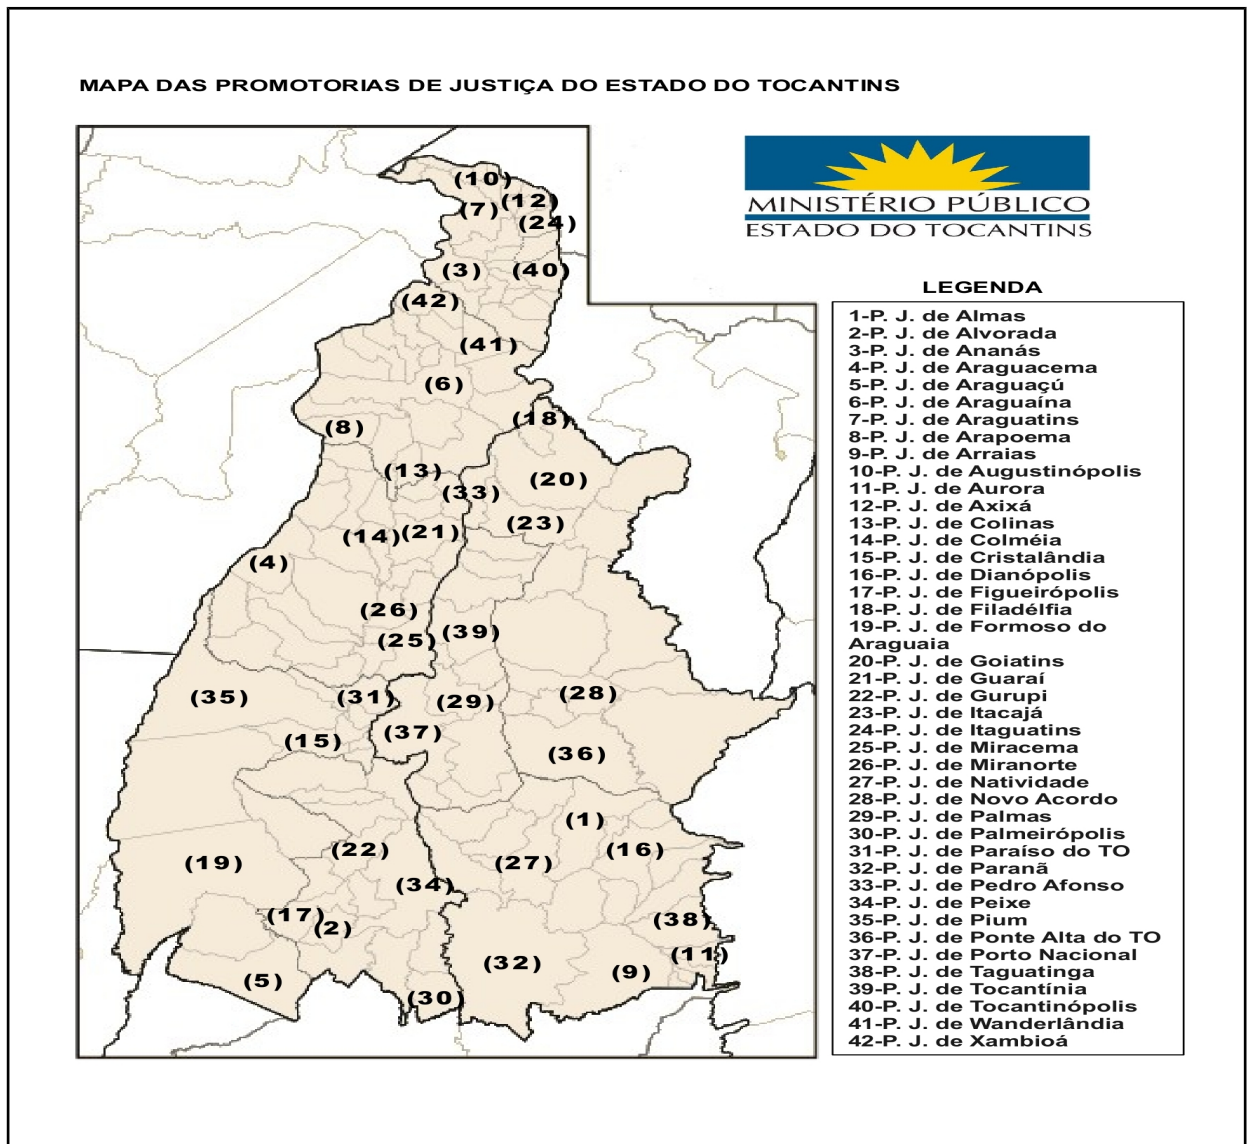 MAPA DAS PROMOTORIAS DE JUSTIÇA DO ESTADO DO TOCANTINS
MINISTÉRIO PÚBLICO
ESTADO DO TOCANTINS
(10)
(12)
(7)
(24)
(3)
(40)
(42)
(41)
(6)
(18)
(8)
(13)
(20)
(33)
(23)
(14)
(21)
(4)
(26)
(39)
(25)
(35)
(31)
(29)
(28)
(37)
(15)
(36)
(1)
(22)
(16)
(19)
(27)
(34)
(17)
(38)
(2)
(11)
(32)
(9)
(5)
(30)
LEGENDA
1-P. J. de Almas
2-P. J. de Alvorada
3-P. J. de Ananás
4-P. J. de Araguacema
5-P. J. de Araguaçú
6-P. J. de Araguaína
7-P. J. de Araguatins
8-P. J. de Arapoema
9-P. J. de Arraias
10-P. J. de Augustinópolis
11-P. J. de Aurora
12-P. J. de Axixá
13-P. J. de Colinas
14-P. J. de Colméia
15-P. J. de Cristalândia
16-P. J. de Dianópolis
17-P. J. de Figueirópolis
18-P. J. de Filadélfia
19-P. J. de Formoso do
Araguaia
20-P. J. de Goiatins
21-P. J. de Guaraí
22-P. J. de Gurupi
23-P. J. de Itacajá
24-P. J. de Itaguatins
25-P. J. de Miracema
26-P. J. de Miranorte
27-P. J. de Natividade
28-P. J. de Novo Acordo
29-P. J. de Palmas
30-P. J. de Palmeirópolis
31-P. J. de Paraíso do TO
32-P. J. de Paranã
33-P. J. de Pedro Afonso
34-P. J. de Peixe
35-P. J. de Pium
36-P. J. de Ponte Alta do TO
37-P. J. de Porto Nacional
38-P. J. de Taguatinga
39-P. J. de Tocantínia
40-P. J. de Tocantinópolis
41-P. J. de Wanderlândia
42-P. J. de Xambioá